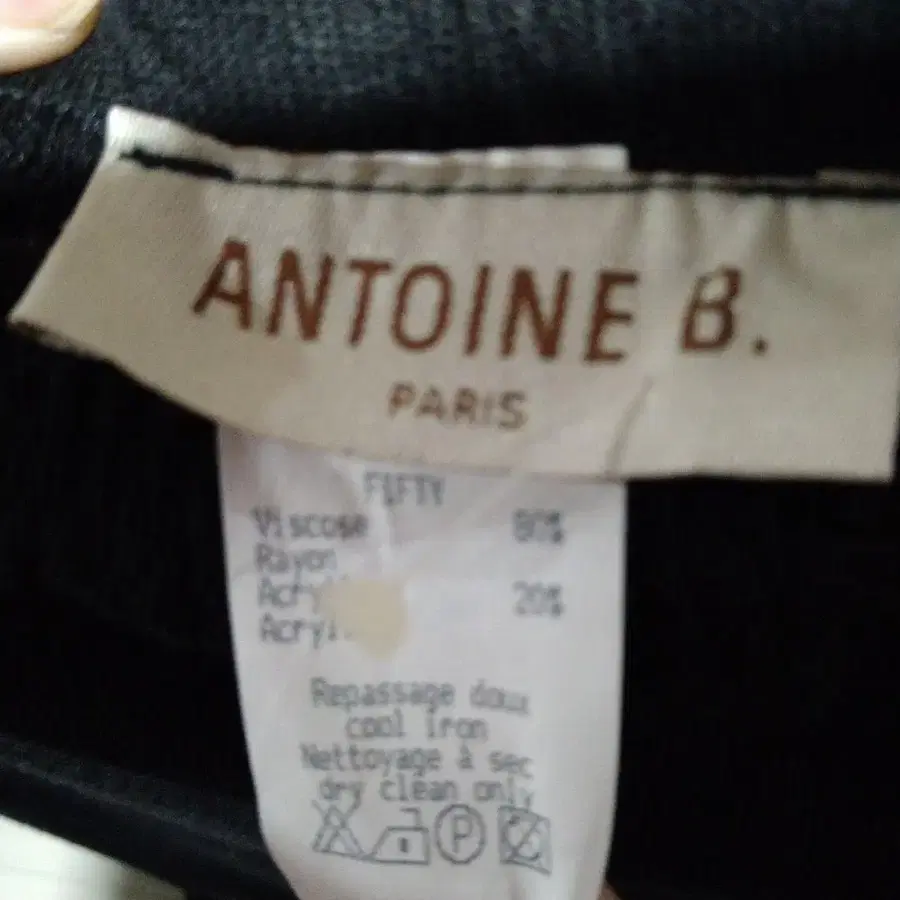 ANTOINE B.
PARIS
FIFTY
Viscose 80%
Rayon
20%
Repassage doux
cool iron
Nettoyage à sec
dry clean only
P